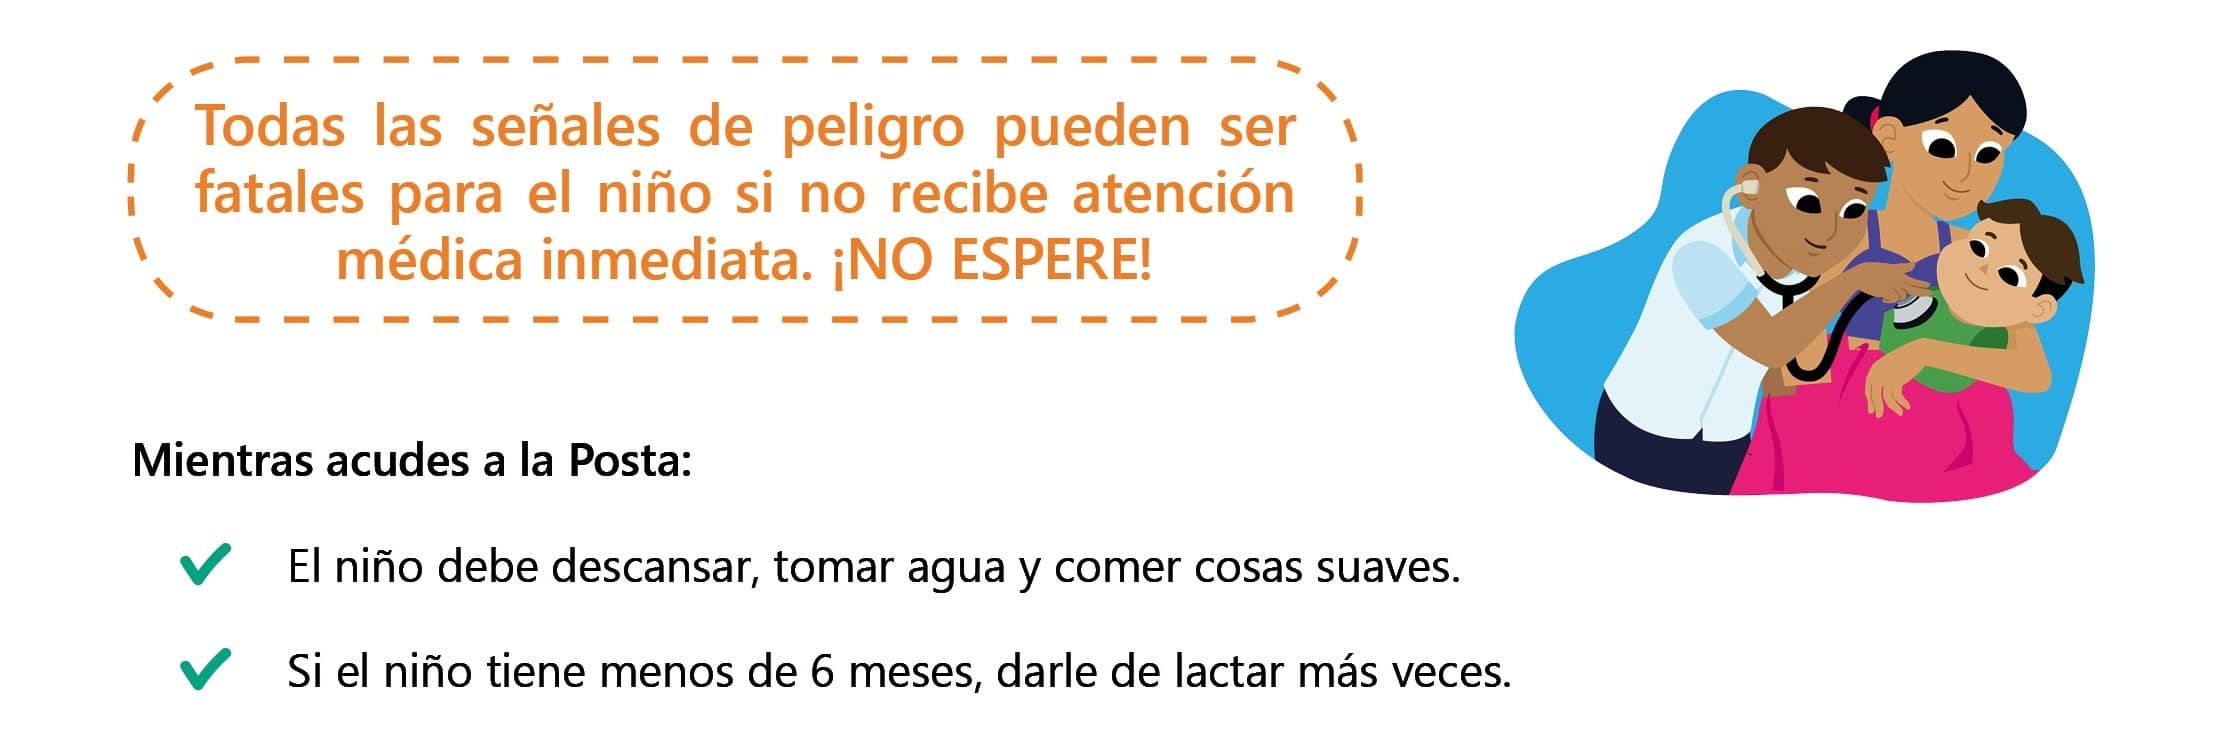 Todas las señales de peligro pueden ser
fatales para el niño si no recibe atención
médica inmediata. ¡NO ESPERE!
Mientras acudes a la Posta:
El niño debe descansar, tomar agua y comer cosas suaves.
Si el niño tiene menos de 6 meses, darle de lactar más veces.